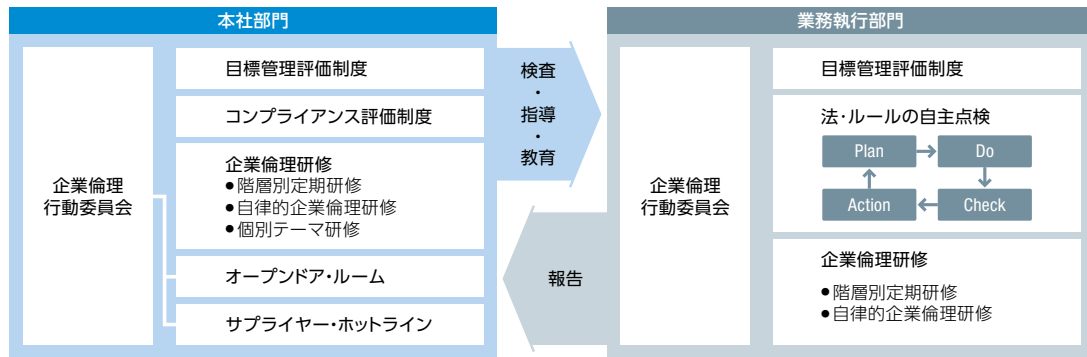 本社部門
企業倫理
行動委員会
目標管理評価制度
コンプライアンス評価制度
企業倫理研修
●階層別定期研修
●自律的企業倫理研修
●個別テーマ研修
オープンドア・ルーム
サプライヤー・ホットライン
検査
・
指導
・
教育
報告
業務執行部門
企業倫理
行動委員会
目標管理評価制度
法・ルールの自主点検
Plan
Do
Action
Check
企業倫理研修
●階層別定期研修
●自律的企業倫理研修